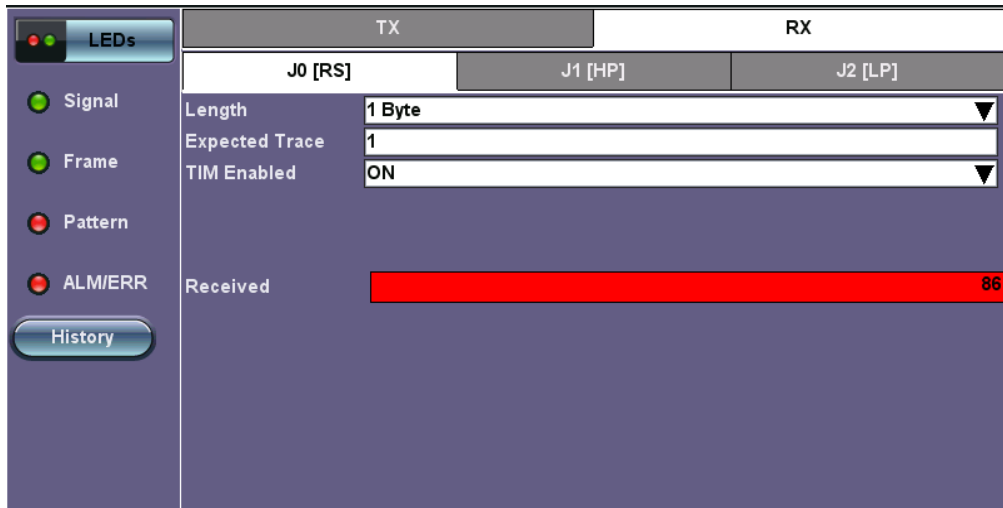 LEDs
TX RX
J0 [RS] J1 [HP] J2 [LP]
Signal
Length 1 Byte
Expected Trace 1
Frame
TIM Enabled ON
Pattern
ALM/ERR
Received 86
History